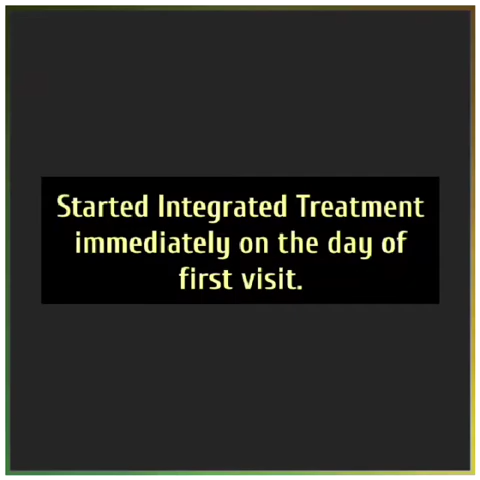 Started Integrated Treatment
immediately on the day of
first visit.